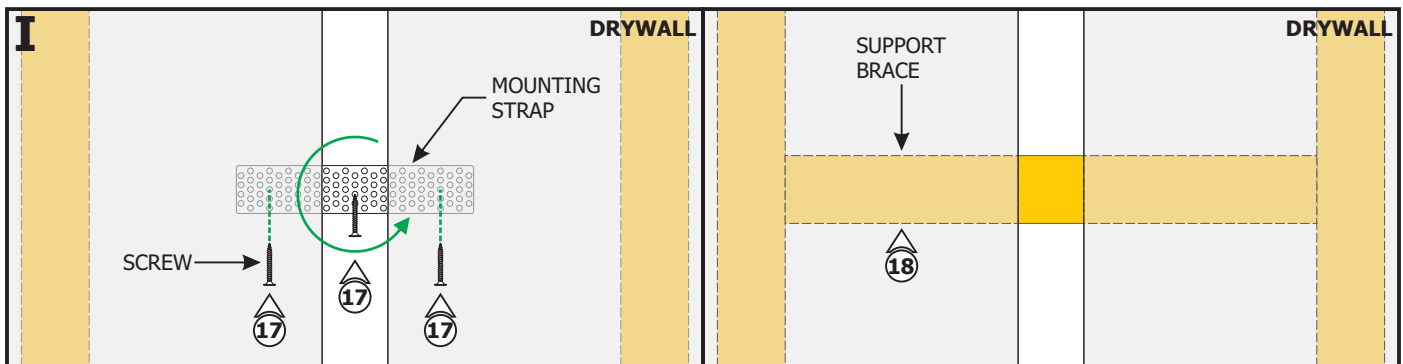 I
DRYWALL
MOUNTING
STRAP
SCREW
17
17
17
DRYWALL
SUPPORT
BRACE
18